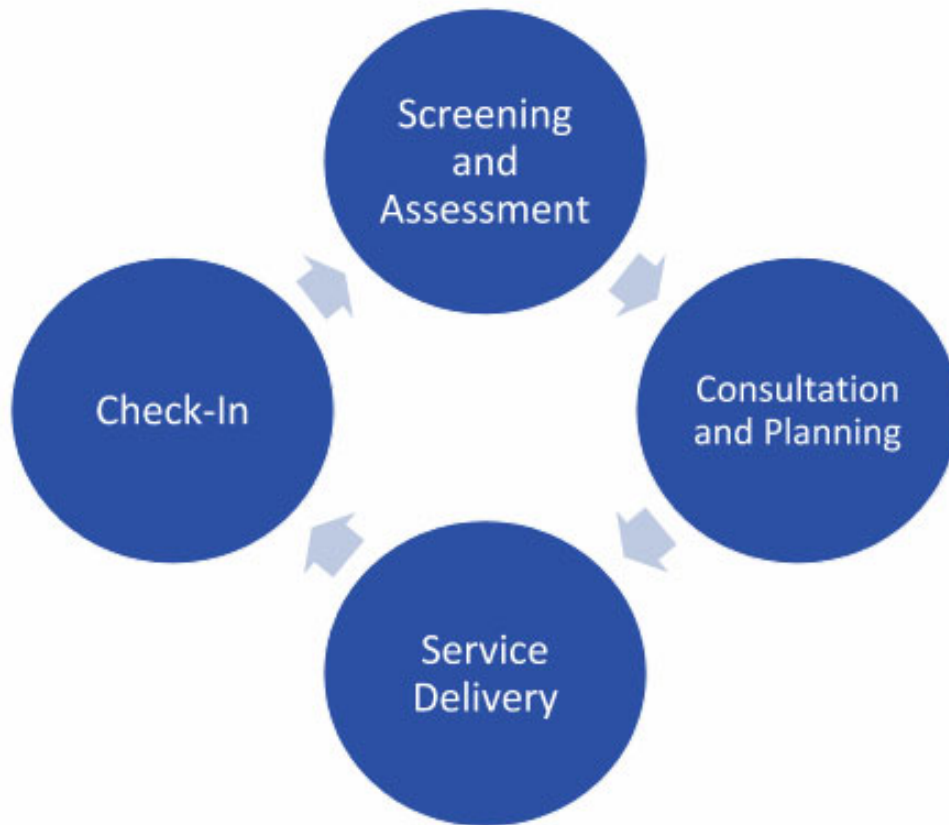 Screening
and
Assessment
Consultation
and Planning
Service
Delivery
Check-In